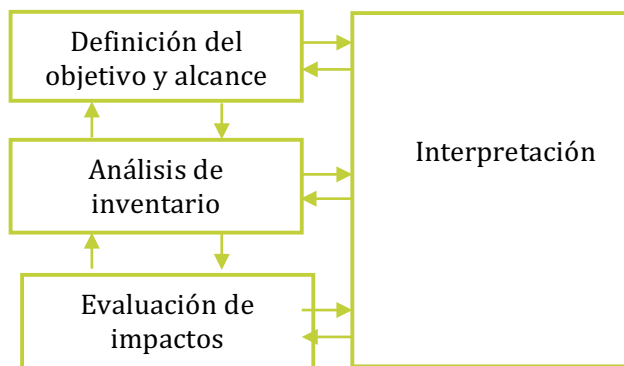 Definición del
objetivo y alcance
Análisis de
inventario
Evaluación de
impactos
Interpretación